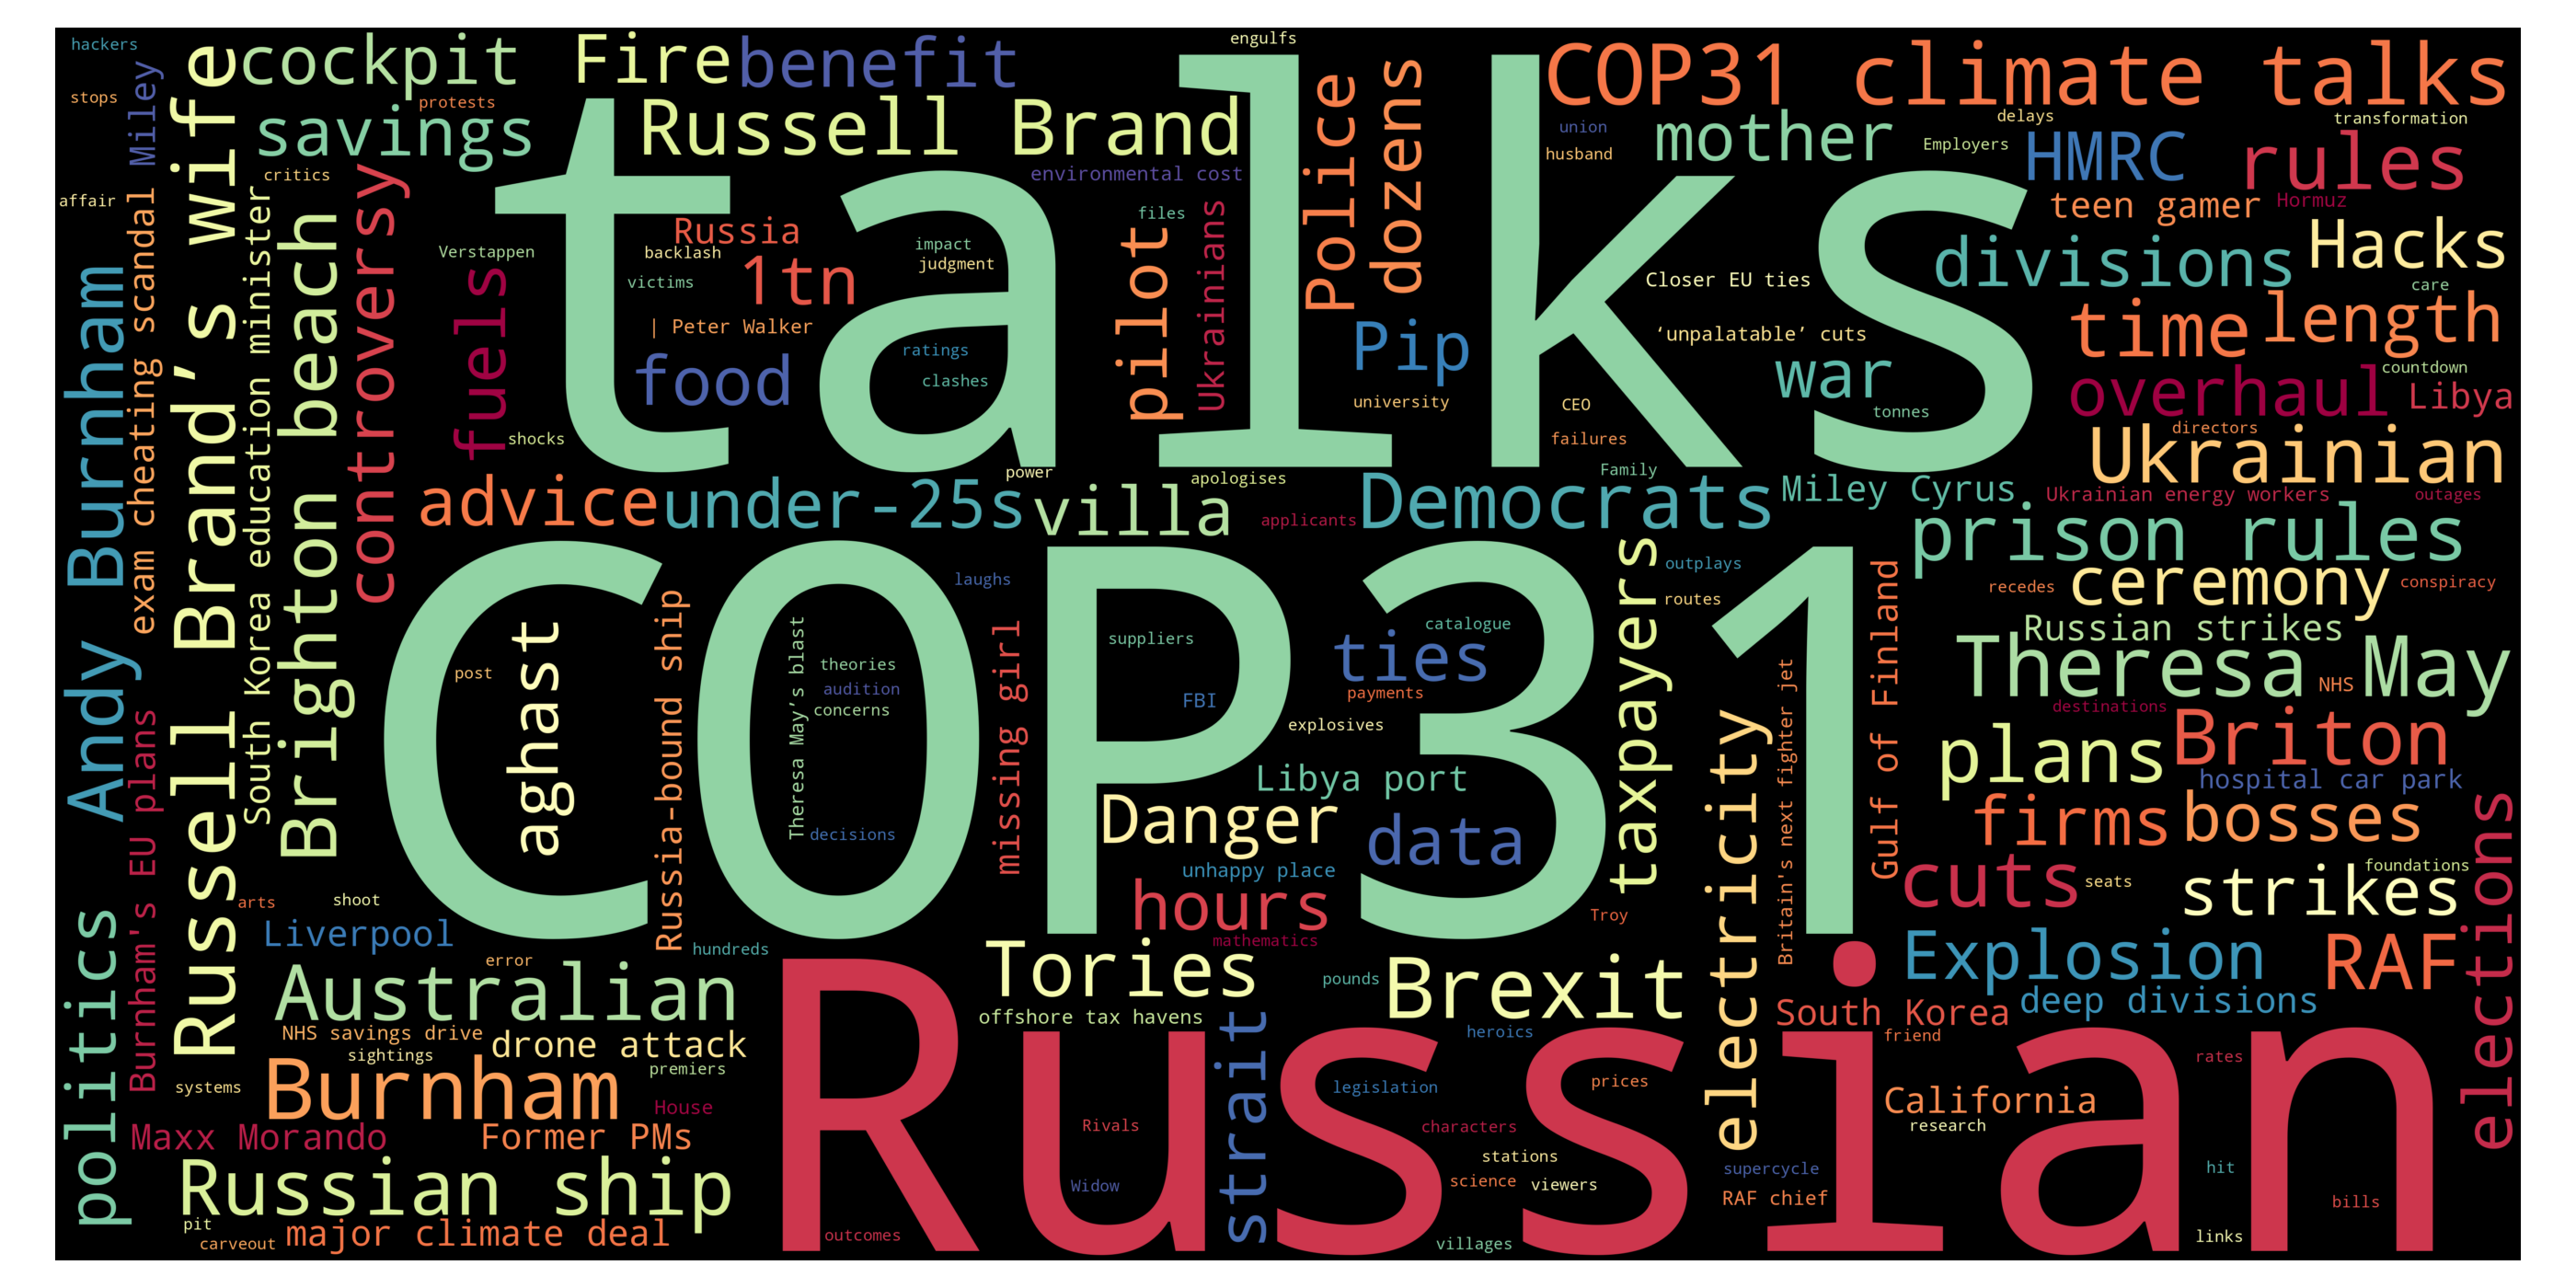 hackers
stops
Miley
affair
Russell Brand’s wife
cockpit
savings
protests
critics
Fire
benefit
Russell Brand
engulfs
environmental cost
Police
dozens
COP31 climate talks
union
husband
mother
delays
Employers
transformation
HMRC
rules
teen gamer
Hormuz
Hacks
divisions
care
time
length
countdown
overhaul
Libya
directors
Ukrainian
talks
Verstappen
Russia
backlash
1tn
victims
impact
judgment
files
Ukrainians
pilot
| Peter Walker
food
ratings
clashes
fuels
shocks
controversy
Brighton beach
South Korea education minister
exam cheating scandal
Andy Burnham
Pip
university
Closer EU ties
‘unpalatable’ cuts
war
tonnes
CEO
failures
Family
advice
under-25s
power
villa
apologises
applicants
Democrats
Miley Cyrus
Ukrainian energy workers
outages
prison rules
ceremony
recedes
conspiracy
Russian strikes
Theresa May
NHS
destinations
COP31
aghast
post
Russia-bound ship
laughs
Theresa May’s blast
theories
audition
concerns
decisions
missing girl
suppliers
FBI
ties
catalogue
payments
explosives
Libya port
Danger
data
unhappy place
hours
mathematics
taxpayers
outplays
routes
Troy
electricity
Britain's next fighter jet
Gulf of Finland
plans
Briton
hospital car park
firms
bosses
cuts
seats
foundations
strikes
elections
Explosion
RAF
deep divisions
South Korea
friend
Burnham's EU plans
politics
arts
shoot
Liverpool
error
hundreds
Australian
NHS savings drive
sightings
drone attack
systems
premiers
Burnham
House
Maxx Morando
Former PMs
Russian ship
pit
carveout
major climate deal
Tories
offshore tax havens
pounds
Brexit
heroics
strait
Russian
legislation
prices
Rivals
characters
stations
Widow
science
viewers
outcomes
villages
supercycle
RAF chief
California
research
rates
hit
bills
links